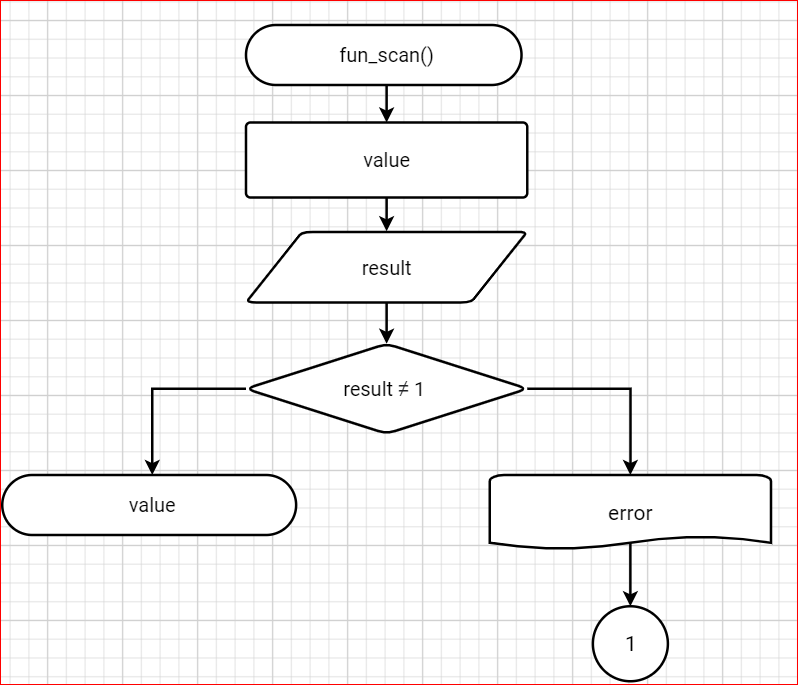 fun_scan()
value
result
result ≠ 1
value
error
1